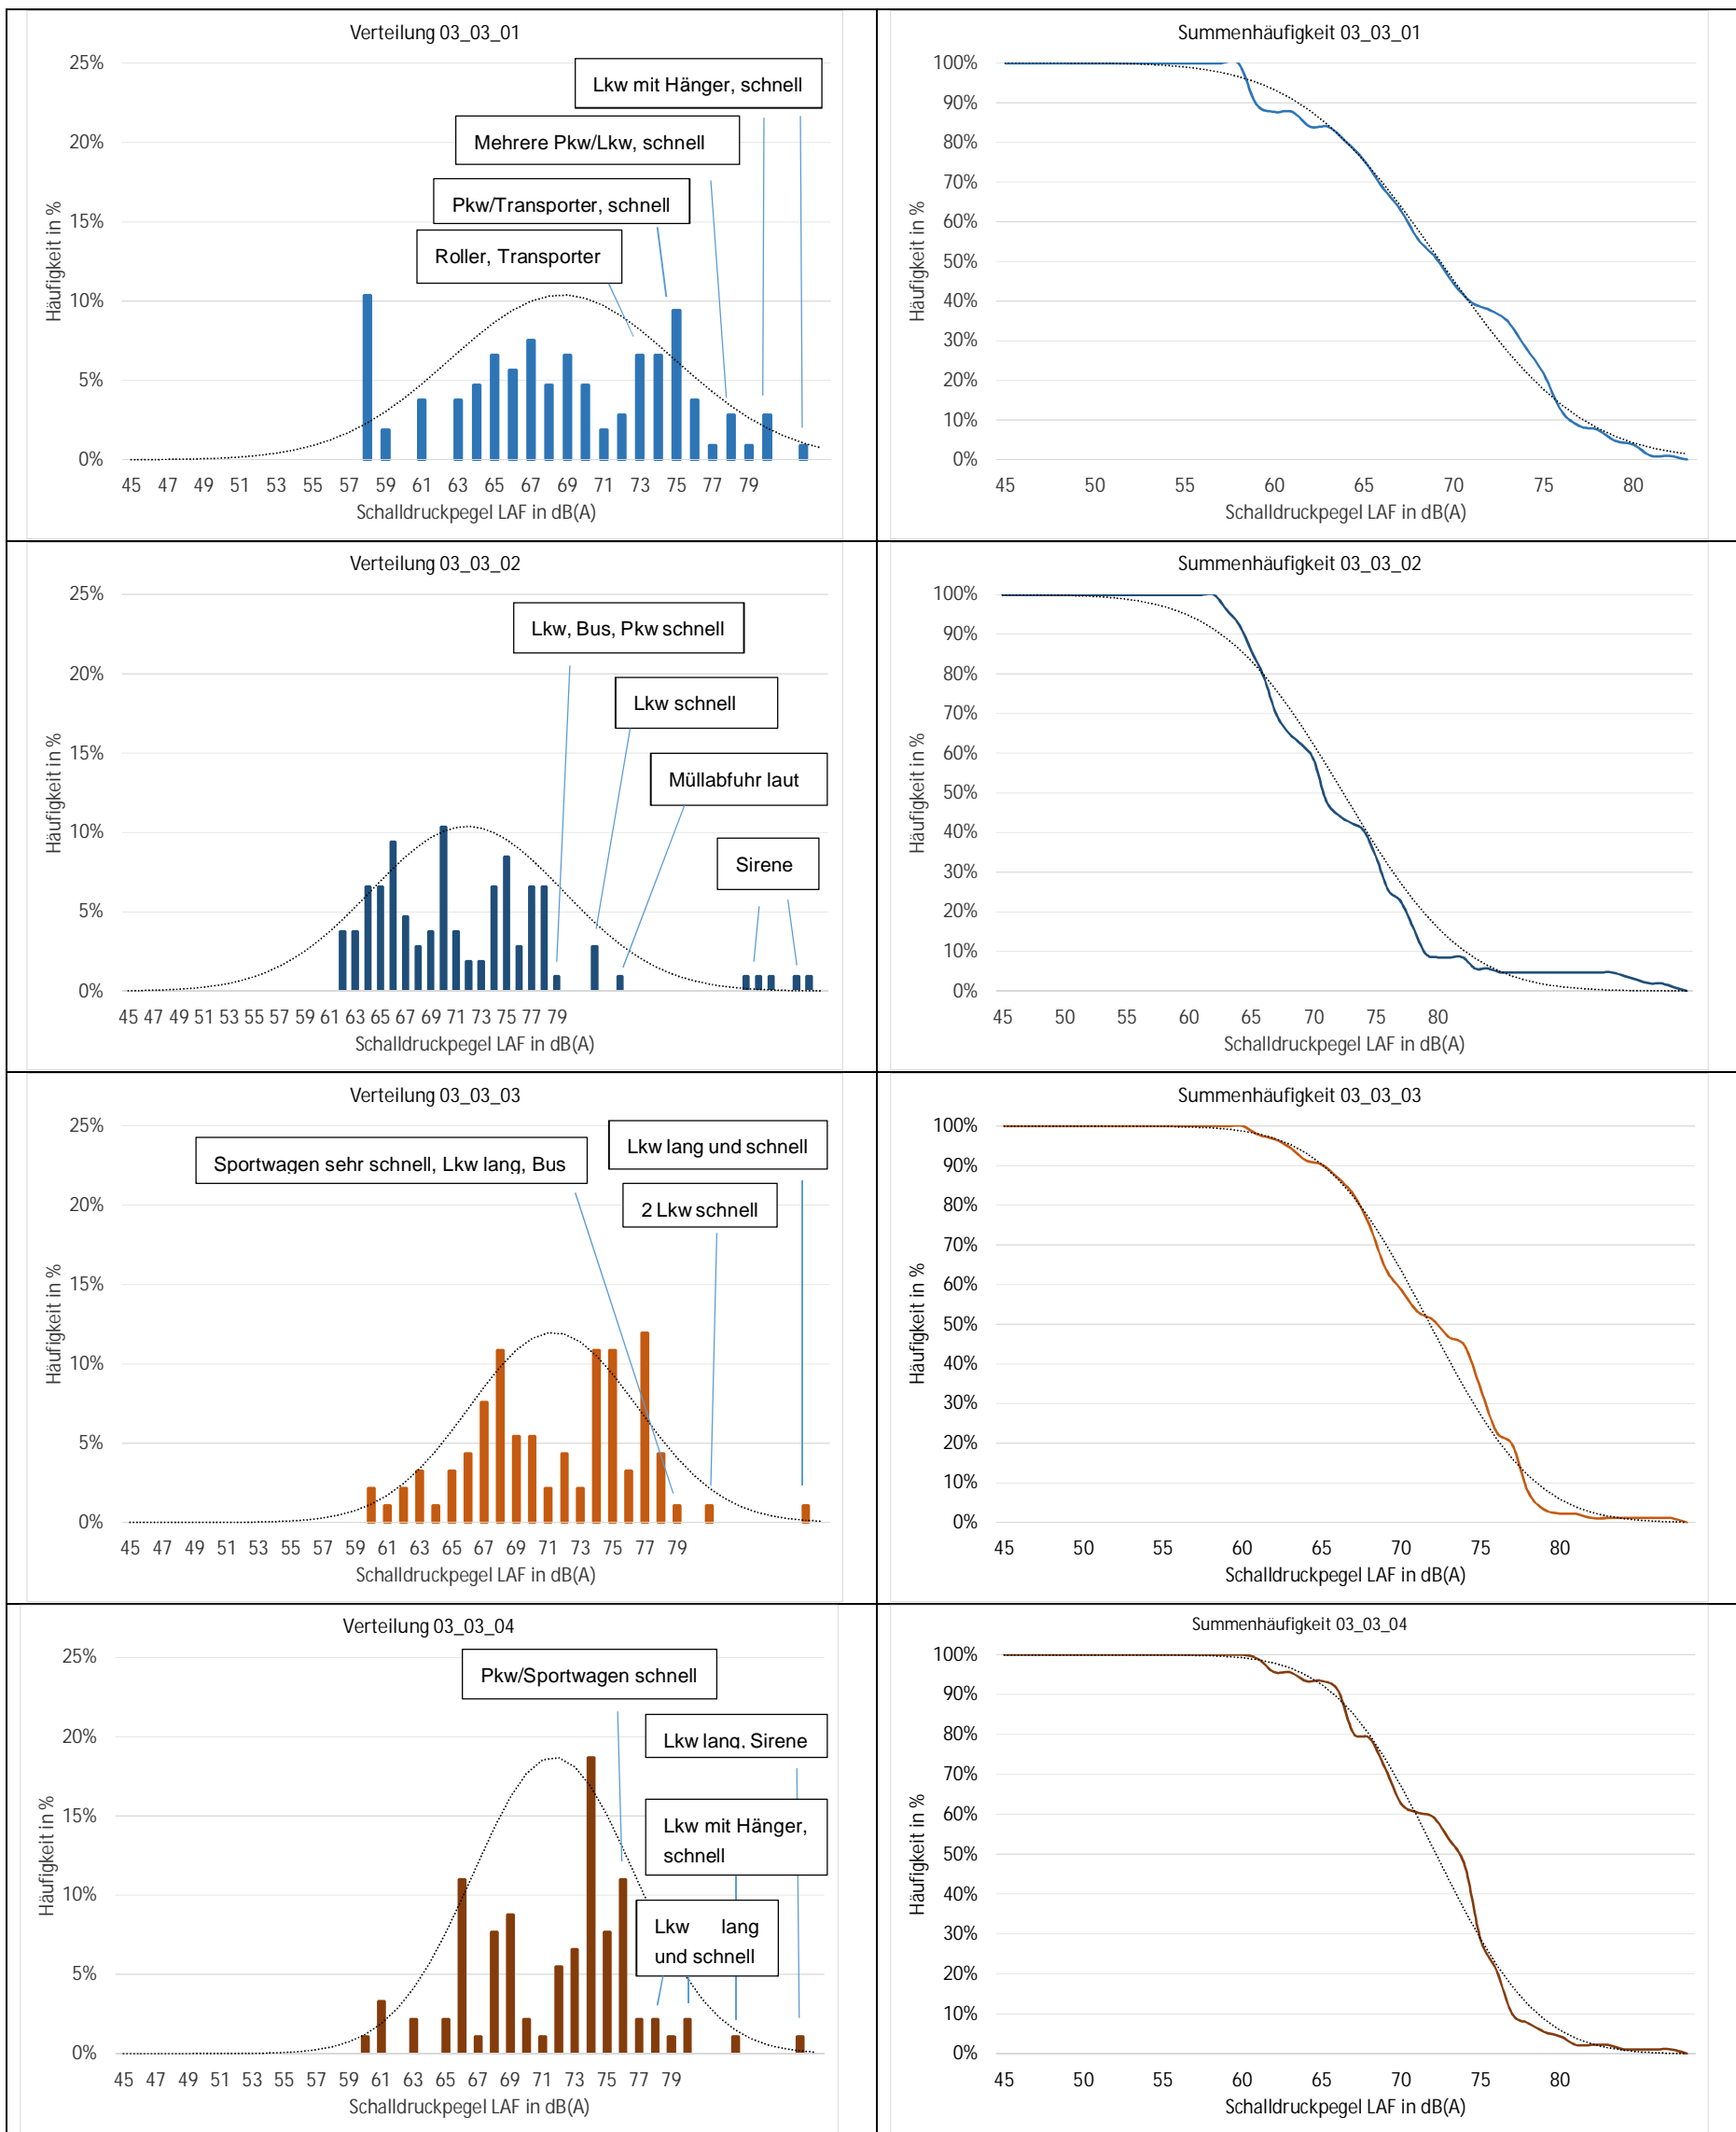 Verteilung 03_03_01
25%
20%
15%
10%
5%
0%
Häufigkeit in %
Lkw mit Hänger, schnell
Mehrere Pkw/Lkw, schnell
Pkw/Transporter, schnell
Roller, Transporter
45 47 49 51 53 55 57 59 61 63 65 67 69 71 73 75 77 79
Schalldruckpegel LAF in dB(A)
Summenhäufigkeit 03_03_01
100%
90%
80%
70%
60%
50%
40%
30%
20%
10%
0%
Häufigkeit in %
45 50 55 60 65 70 75 80
Schalldruckpegel LAF in dB(A)
Verteilung 03_03_02
25%
20%
15%
10%
5%
0%
Häufigkeit in %
Lkw, Bus, Pkw schnell
Lkw schnell
Müllabfuhr laut
Sirene
45 47 49 51 53 55 57 59 61 63 65 67 69 71 73 75 77 79
Schalldruckpegel LAF in dB(A)
Summenhäufigkeit 03_03_02
100%
90%
80%
70%
60%
50%
40%
30%
20%
10%
0%
Häufigkeit in %
45 50 55 60 65 70 75 80
Schalldruckpegel LAF in dB(A)
Verteilung 03_03_03
25%
20%
15%
10%
5%
0%
Häufigkeit in %
Lkw lang und schnell
Sportwagen sehr schnell, Lkw lang, Bus
2 Lkw schnell
45 47 49 51 53 55 57 59 61 63 65 67 69 71 73 75 77 79
Schalldruckpegel LAF in dB(A)
Summenhäufigkeit 03_03_03
100%
90%
80%
70%
60%
50%
40%
30%
20%
10%
0%
Häufigkeit in %
45 50 55 60 65 70 75 80
Schalldruckpegel LAF in dB(A)
Verteilung 03_03_04
25%
20%
15%
10%
5%
0%
Häufigkeit in %
Pkw/Sportwagen schnell
Lkw lang, Sirene
Lkw mit Hänger,
schnell
Lkw lang
und schnell
45 47 49 51 53 55 57 59 61 63 65 67 69 71 73 75 77 79
Schalldruckpegel LAF in dB(A)
Summenhäufigkeit 03_03_04
100%
90%
80%
70%
60%
50%
40%
30%
20%
10%
0%
Häufigkeit in %
45 50 55 60 65 70 75 80
Schalldruckpegel LAF in dB(A)